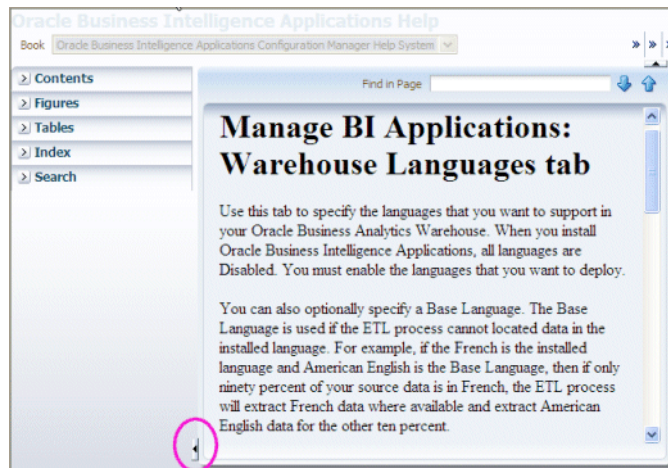 Oracle Business Intelligence Applications Help
Book Oracle Business Intelligence Applications Configuration Manager Help System
Contents
Figures
Tables
Index
Search
Find in Page
Manage BI Applications:
Warehouse Languages tab
Use this tab to specify the languages that you want to support in
your Oracle Business Analytics Warehouse. When you install
Oracle Business Intelligence Applications, all languages are
Disabled. You must enable the languages that you want to deploy.
You can also optionally specify a Base Language. The Base
Language is used if the ETL process cannot located data in the
installed language. For example, if the French is the installed
language and American English is the Base Language, then if only
ninety percent of your source data is in French, the ETL process
will extract French data where available and extract American
English data for the other ten percent.